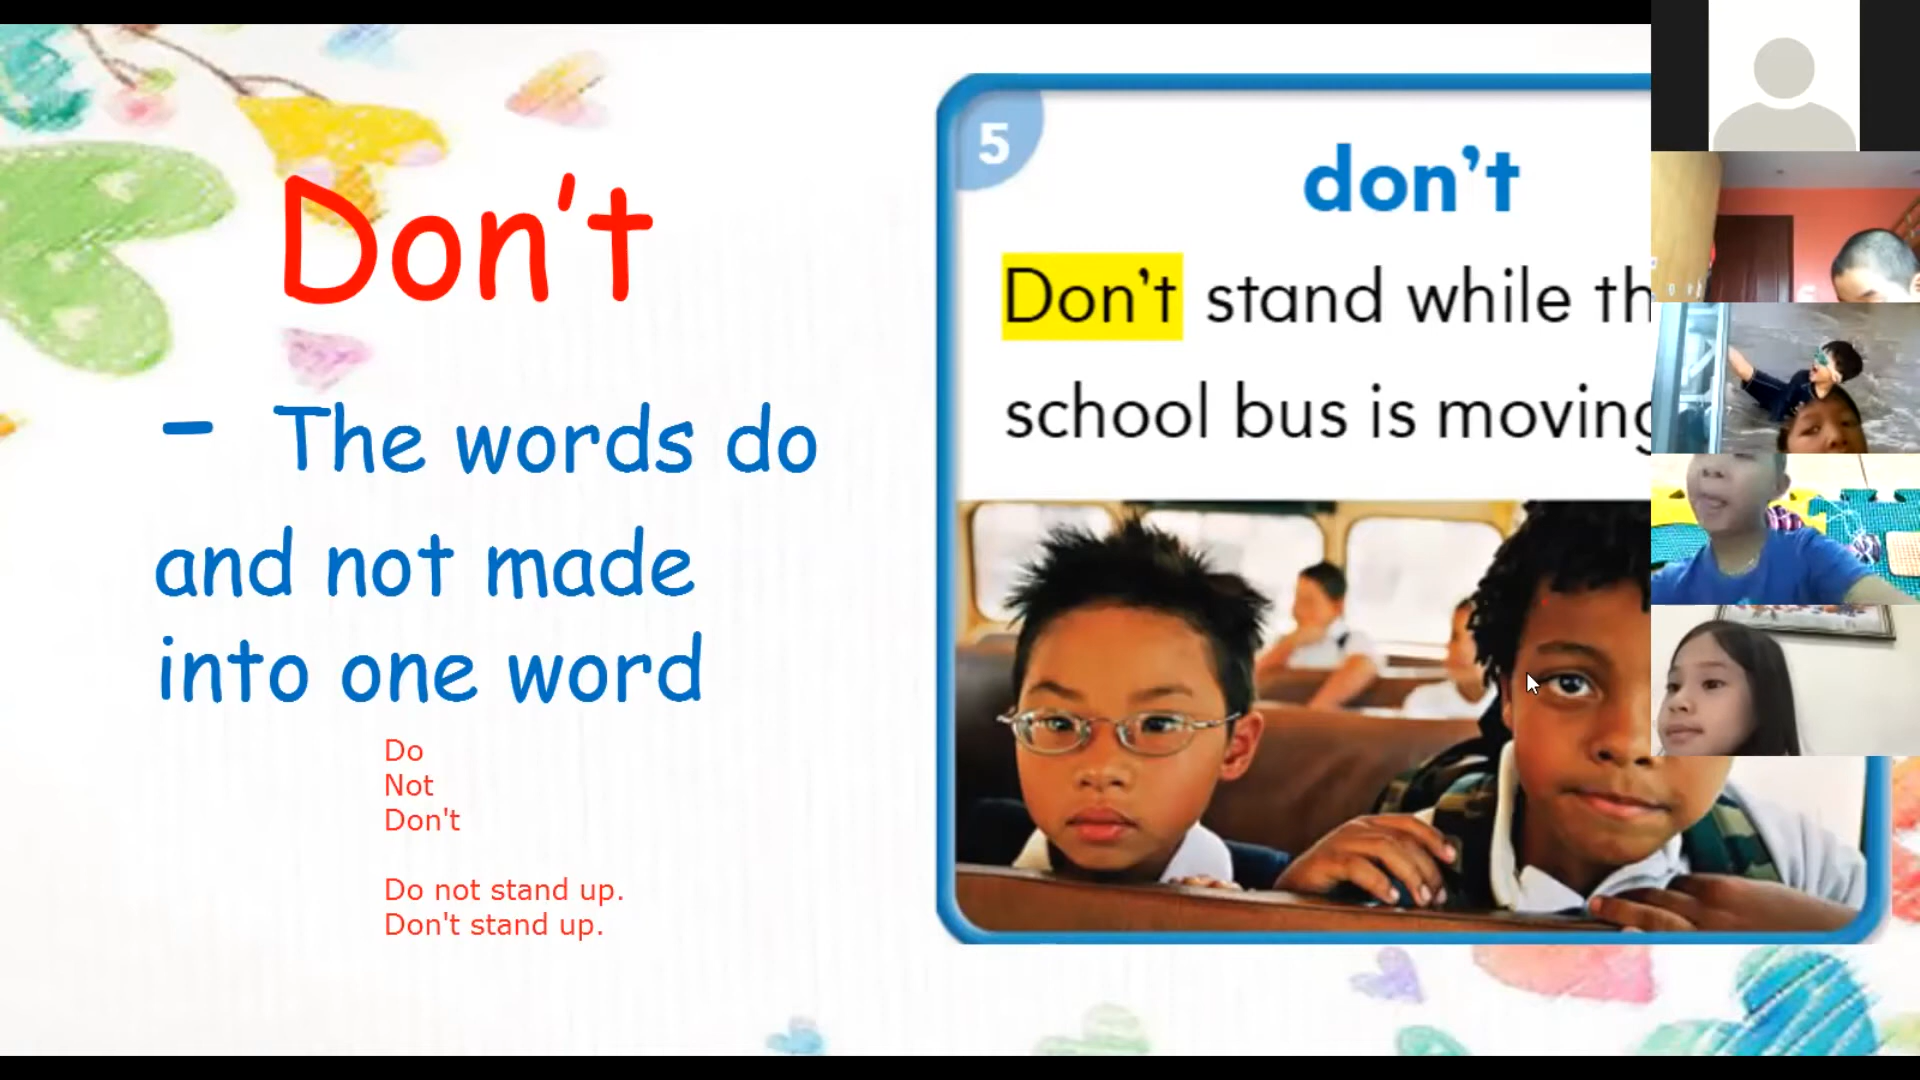 Don't
- The words do
and not made
into one word
Do
Not
Don't
Do not stand up.
Don't stand up.
5
don't
Don't stand while th
school bus is moving